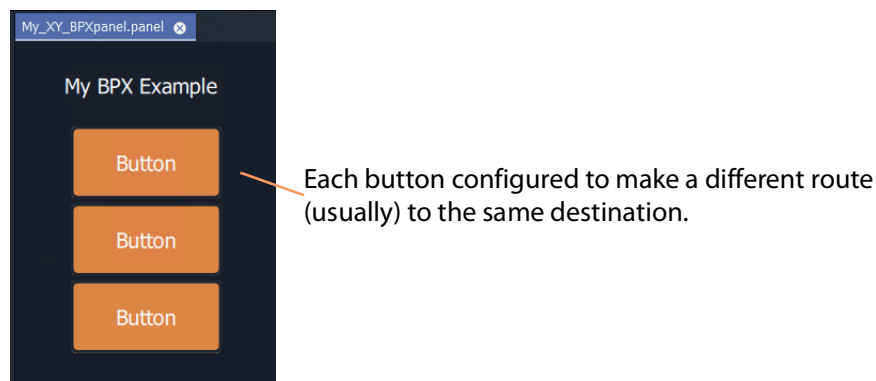 My_XY_BPXpanel.panel
My BPX Example
Button
Button
Button
Each button configured to make a different route
(usually) to the same destination.